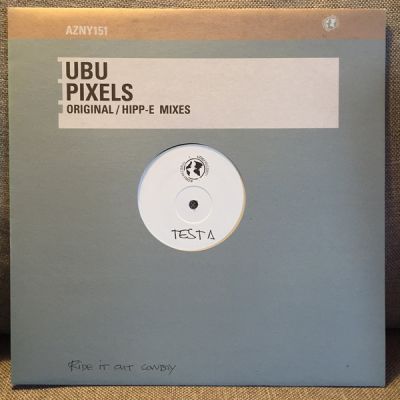 AZNY151
UBU
PIXELS
ORIGINAL / HIPP-E MIXES
TEST A
RIDE IT OUT COWBOY